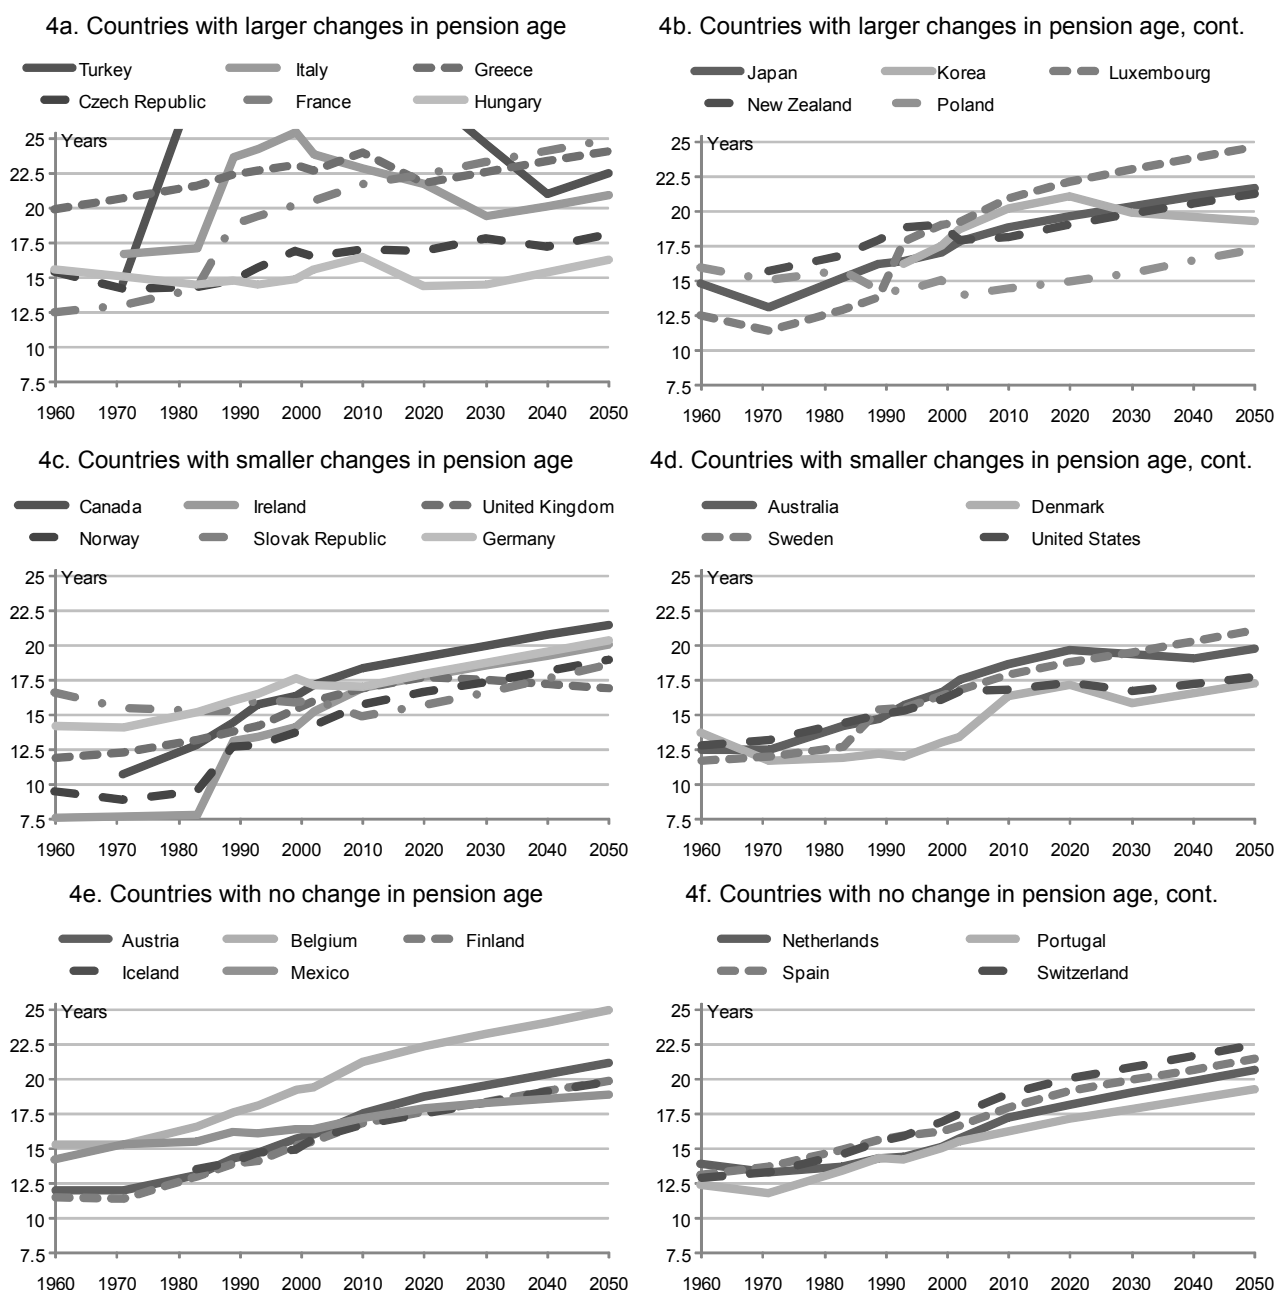 4a. Countries with larger changes in pension age
Turkey Italy Greece
Czech Republic France Hungary
Years
25
22.5
20
17.5
15
12.5
10
7.5
1960 1970 1980 1990 2000 2010 2020 2030 2040 2050
4b. Countries with larger changes in pension age, cont.
Japan Korea Luxembourg
New Zealand Poland
Years
25
22.5
20
17.5
15
12.5
10
7.5
1960 1970 1980 1990 2000 2010 2020 2030 2040 2050
4c. Countries with smaller changes in pension age
Canada Ireland United Kingdom
Norway Slovak Republic Germany
25 Years
22.5
20
17.5
15
12.5
10
7.5
1960 1970 1980 1990 2000 2010 2020 2030 2040 2050
4d. Countries with smaller changes in pension age, cont.
Australia Denmark
Sweden United States
25 Years
22.5
20
17.5
15
12.5
10
7.5
1960 1970 1980 1990 2000 2010 2020 2030 2040 2050
4e. Countries with no change in pension age
Austria Belgium Finland
Iceland Mexico
25 Years
22.5
20
17.5
15
12.5
10
7.5
1960 1970 1980 1990 2000 2010 2020 2030 2040 2050
4f. Countries with no change in pension age, cont.
Netherlands Portugal
Spain Switzerland
25 Years
22.5
20
17.5
15
12.5
10
7.5
1960 1970 1980 1990 2000 2010 2020 2030 2040 2050